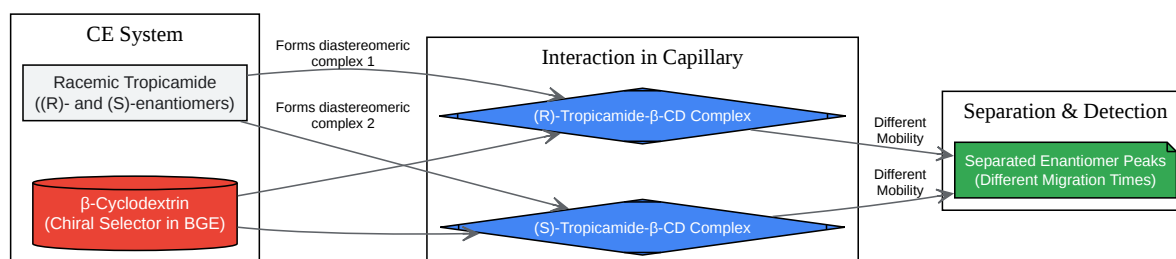 CE System
Racemic Tropicamide
((R)- and (S)-enantiomers)
β-Cyclodextrin
(Chiral Selector in BGE)
Forms diastereomeric
complex 1
Forms diastereomeric
complex 2
Interaction in Capillary
(R)-Tropicamide-β-CD Complex
(S)-Tropicamide-β-CD Complex
Different
Mobility
Different
Mobility
Separation & Detection
Separated Enantiomer Peaks
(Different Migration Times)